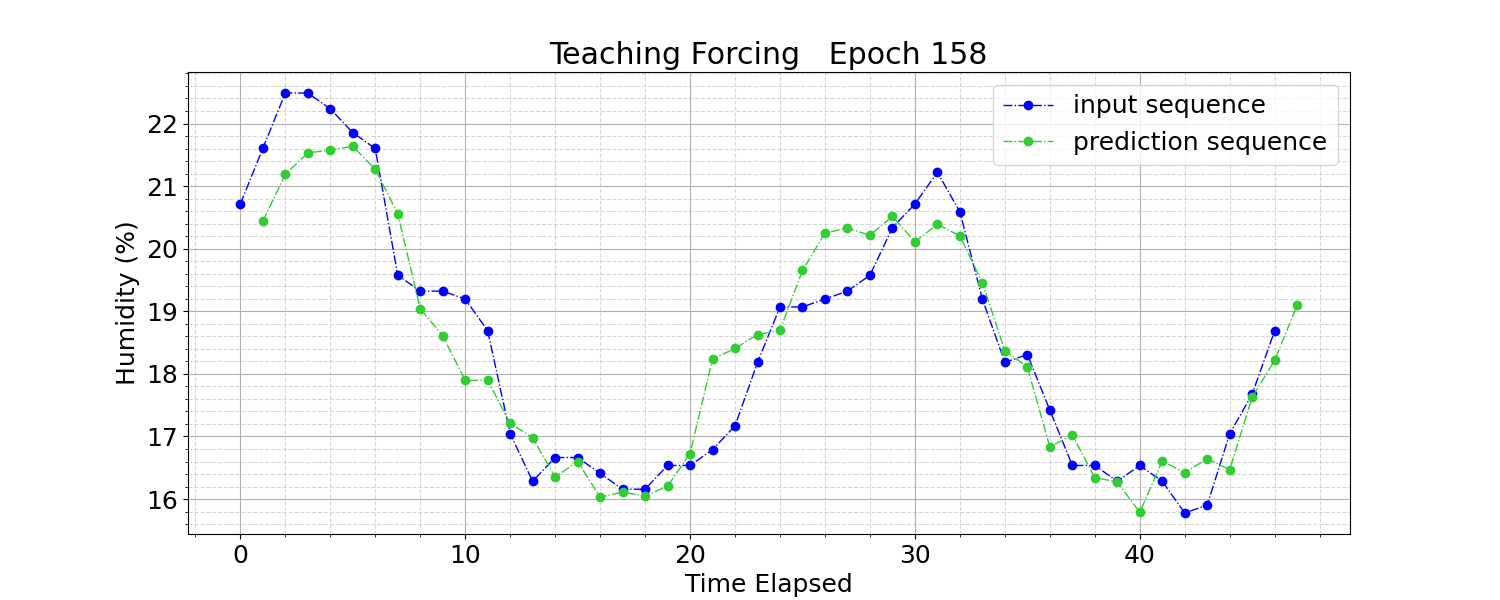 Teaching Forcing   Epoch 158
input sequence
prediction sequence
Humidity (%)
22
21
20
19
18
17
16
0 10 20 30 40
Time Elapsed